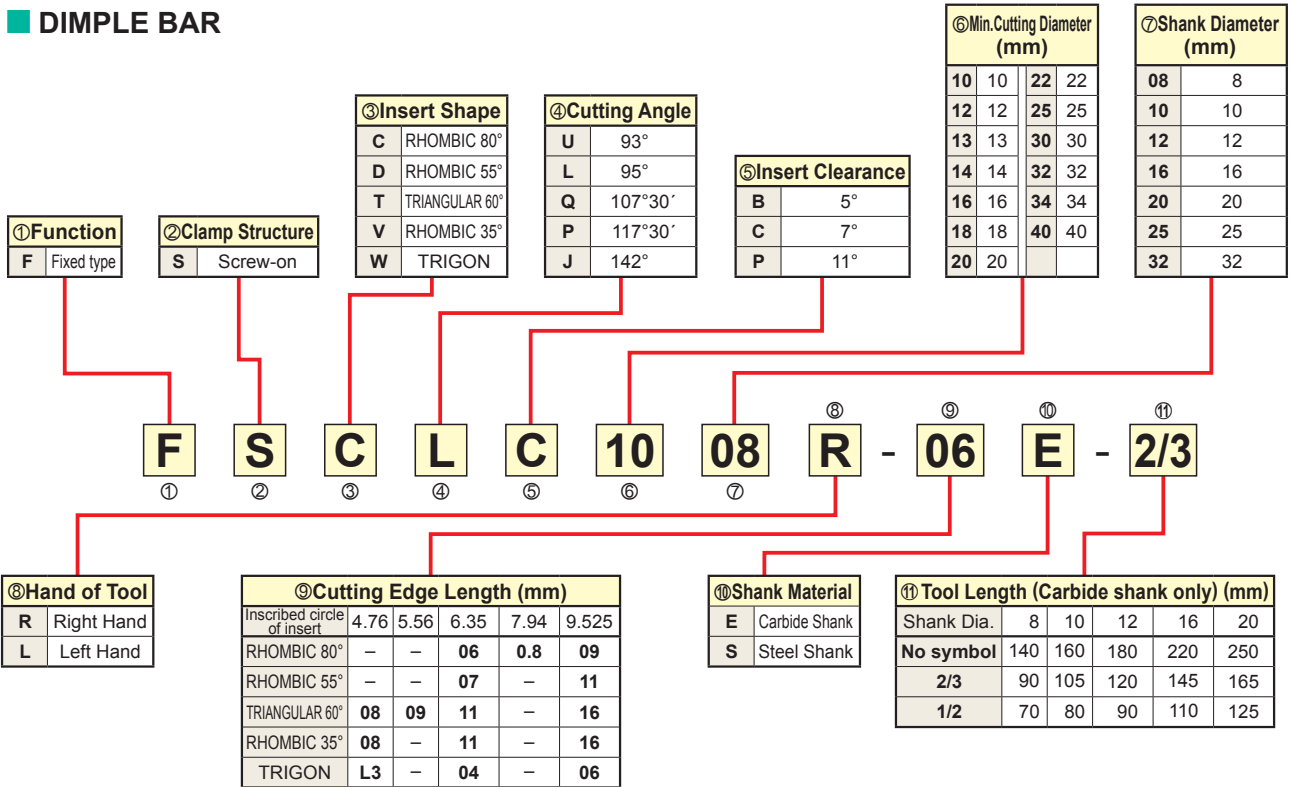 DIMPLE BAR
①Function
F Fixed type
②Clamp Structure
S Screw-on
③Insert Shape
C RHOMBIC 80°
D RHOMBIC 55°
T TRIANGULAR 60°
V RHOMBIC 35°
W TRIGON
④Cutting Angle
U 93°
L 95°
Q 107°30´
P 117°30´
J 142°
⑤Insert Clearance
B 5°
C 7°
P 11°
⑥Min.Cutting Diameter
(mm)
10 10 22 22
12 12 25 25
13 13 30 30
14 14 32 32
16 16 34 34
18 18 40 40
20 20
⑦Shank Diameter
(mm)
08 8
10 10
12 12
16 16
20 20
25 25
32 32
⑧ ⑨ ⑩ ⑪
F S C L C 10 08 R - 06 E - 2/3
① ② ③ ④ ⑤ ⑥ ⑦
⑧Hand of Tool
R Right Hand
L Left Hand
⑨Cutting Edge Length (mm)
Inscribed circle
of insert 4.76 5.56 6.35 7.94 9.525
RHOMBIC 80° – – 06 0.8 09
RHOMBIC 55° – – 07 – 11
TRIANGULAR 60° 08 09 11 – 16
RHOMBIC 35° 08 – 11 – 16
TRIGON L3 – 04 – 06
⑩Shank Material
E Carbide Shank
S Steel Shank
⑪ Tool Length (Carbide shank only) (mm)
Shank Dia. 8 10 12 16 20
No symbol 140 160 180 220 250
2/3 90 105 120 145 165
1/2 70 80 90 110 125